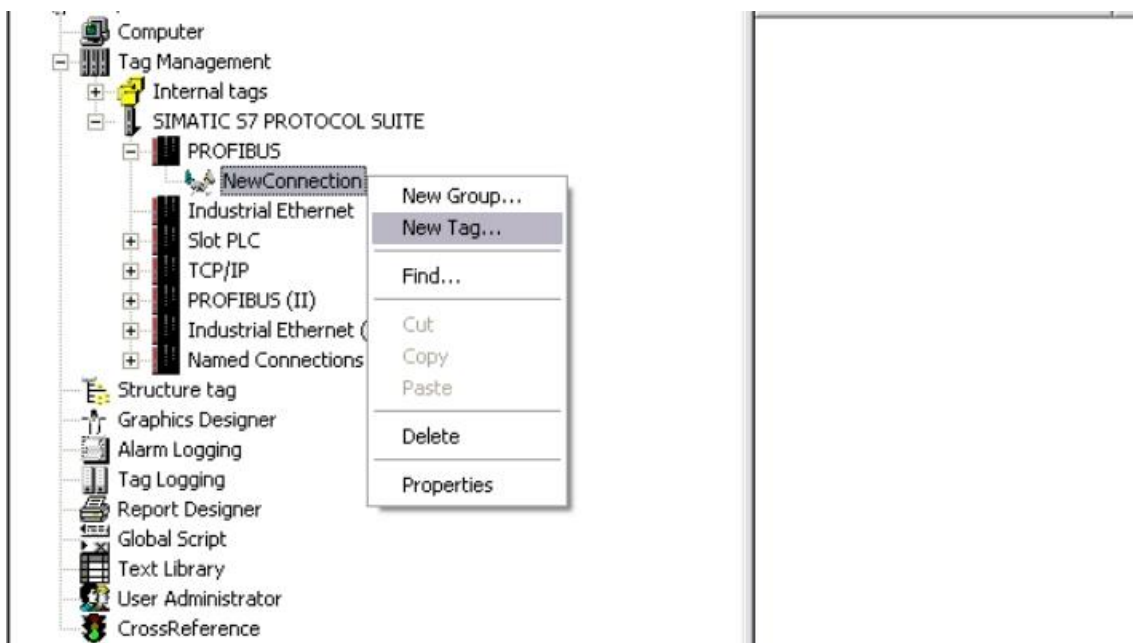 Computer
Tag Management
Internal tags
SIMATIC S7 PROTOCOL SUITE
PROFIBUS
NewConnection
Industrial Ethernet
Slot PLC
TCP/IP
PROFIBUS (II)
Industrial Ethernet (
Named Connections
Structure tag
Graphics Designer
Alarm Logging
Tag Logging
Report Designer
Global Script
Text Library
User Administrator
CrossReference
New Group...
New Tag...
Find...
Cut
Copy
Paste
Delete
Properties